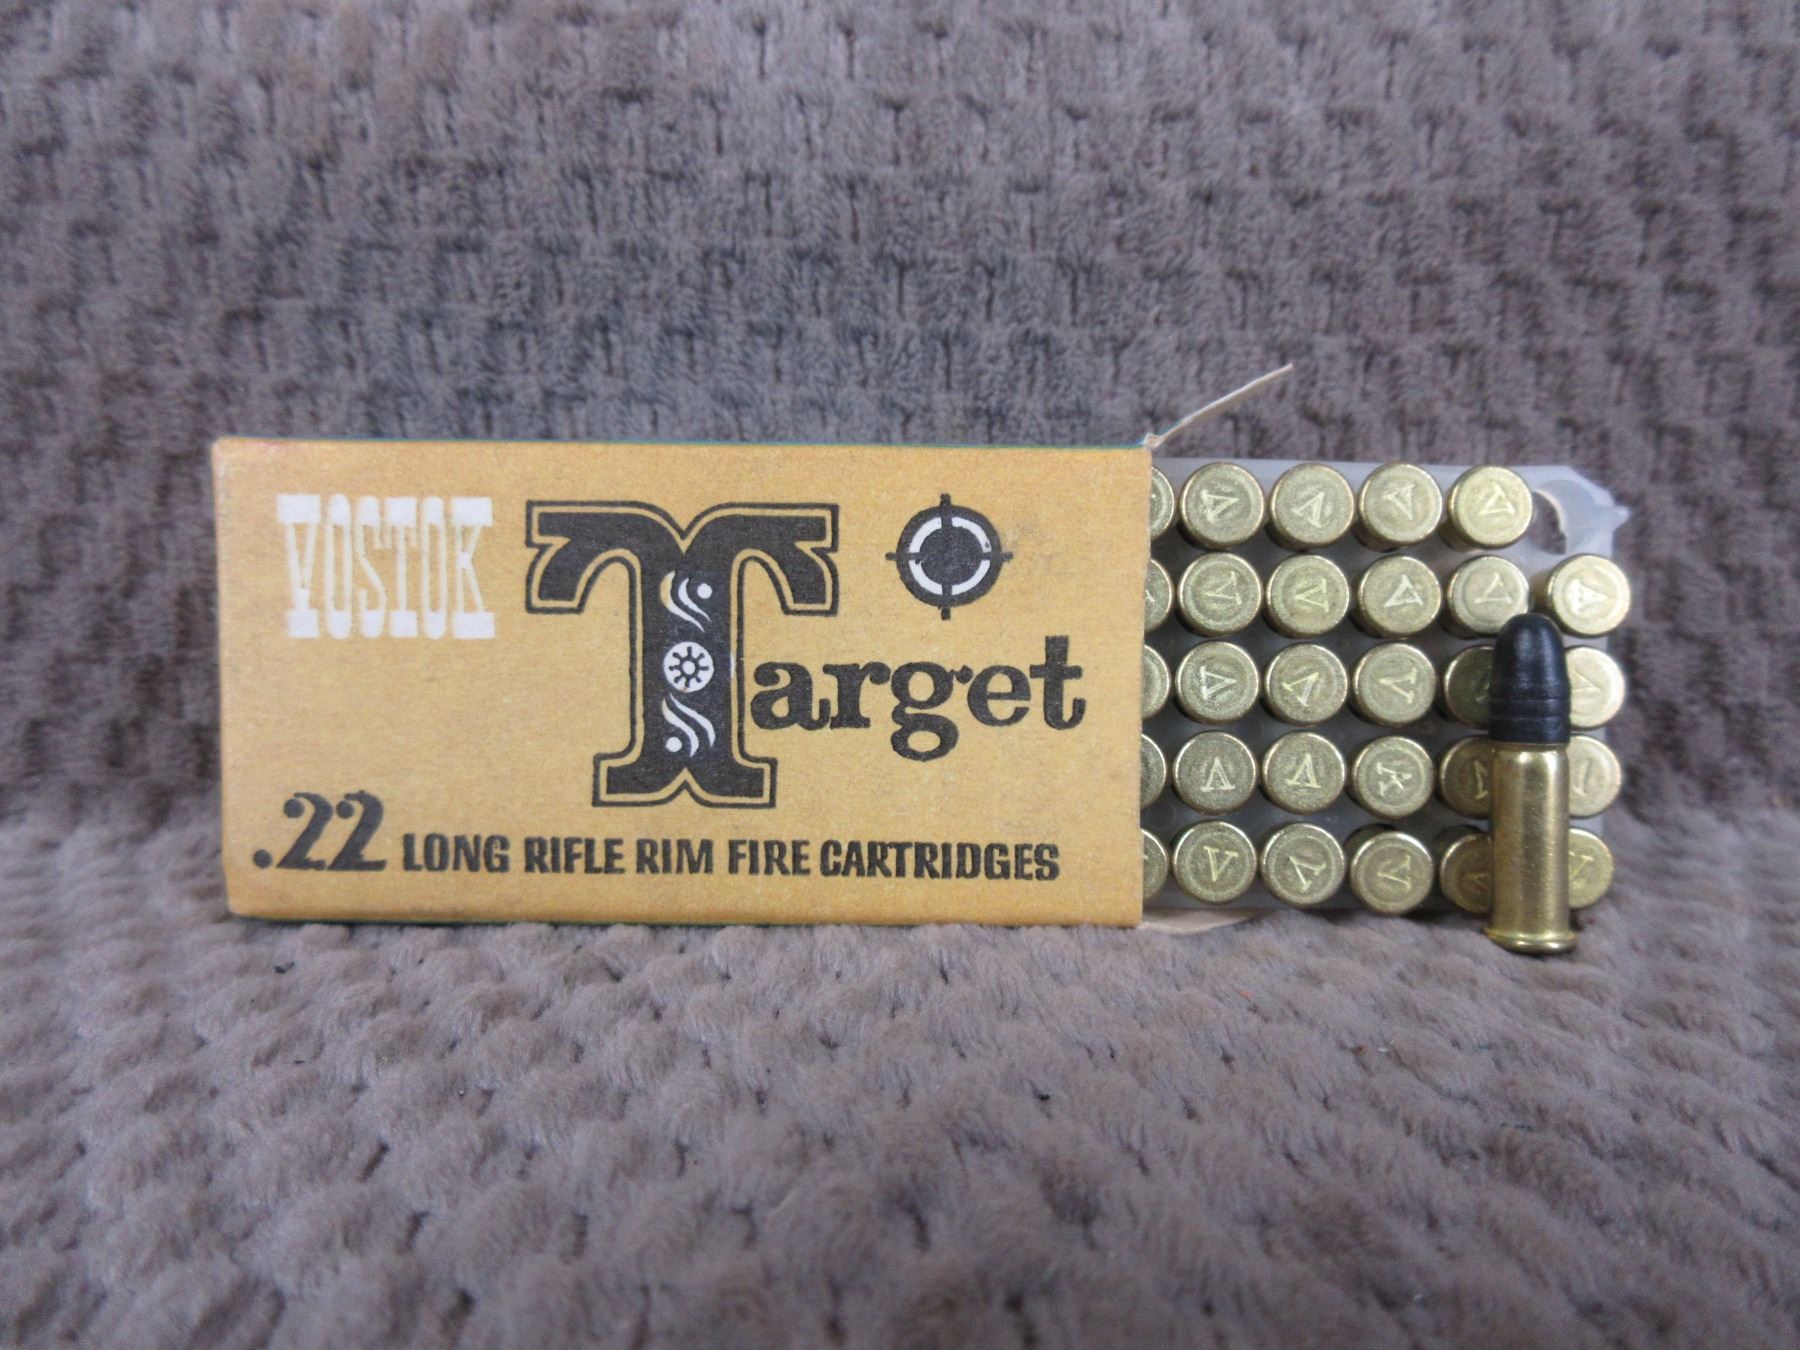 VOSTOK
Target
.22 LONG RIFLE RIM FIRE CARTRIDGES